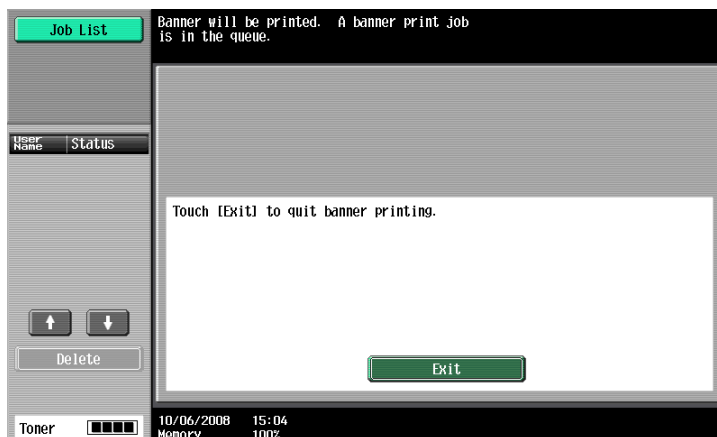 Job List
Banner will be printed. A banner print job
is in the queue.
User
Name
Status
Touch [Exit] to quit banner printing.
Delete
Exit
Toner
10/06/2008 15:04
Memory 100%